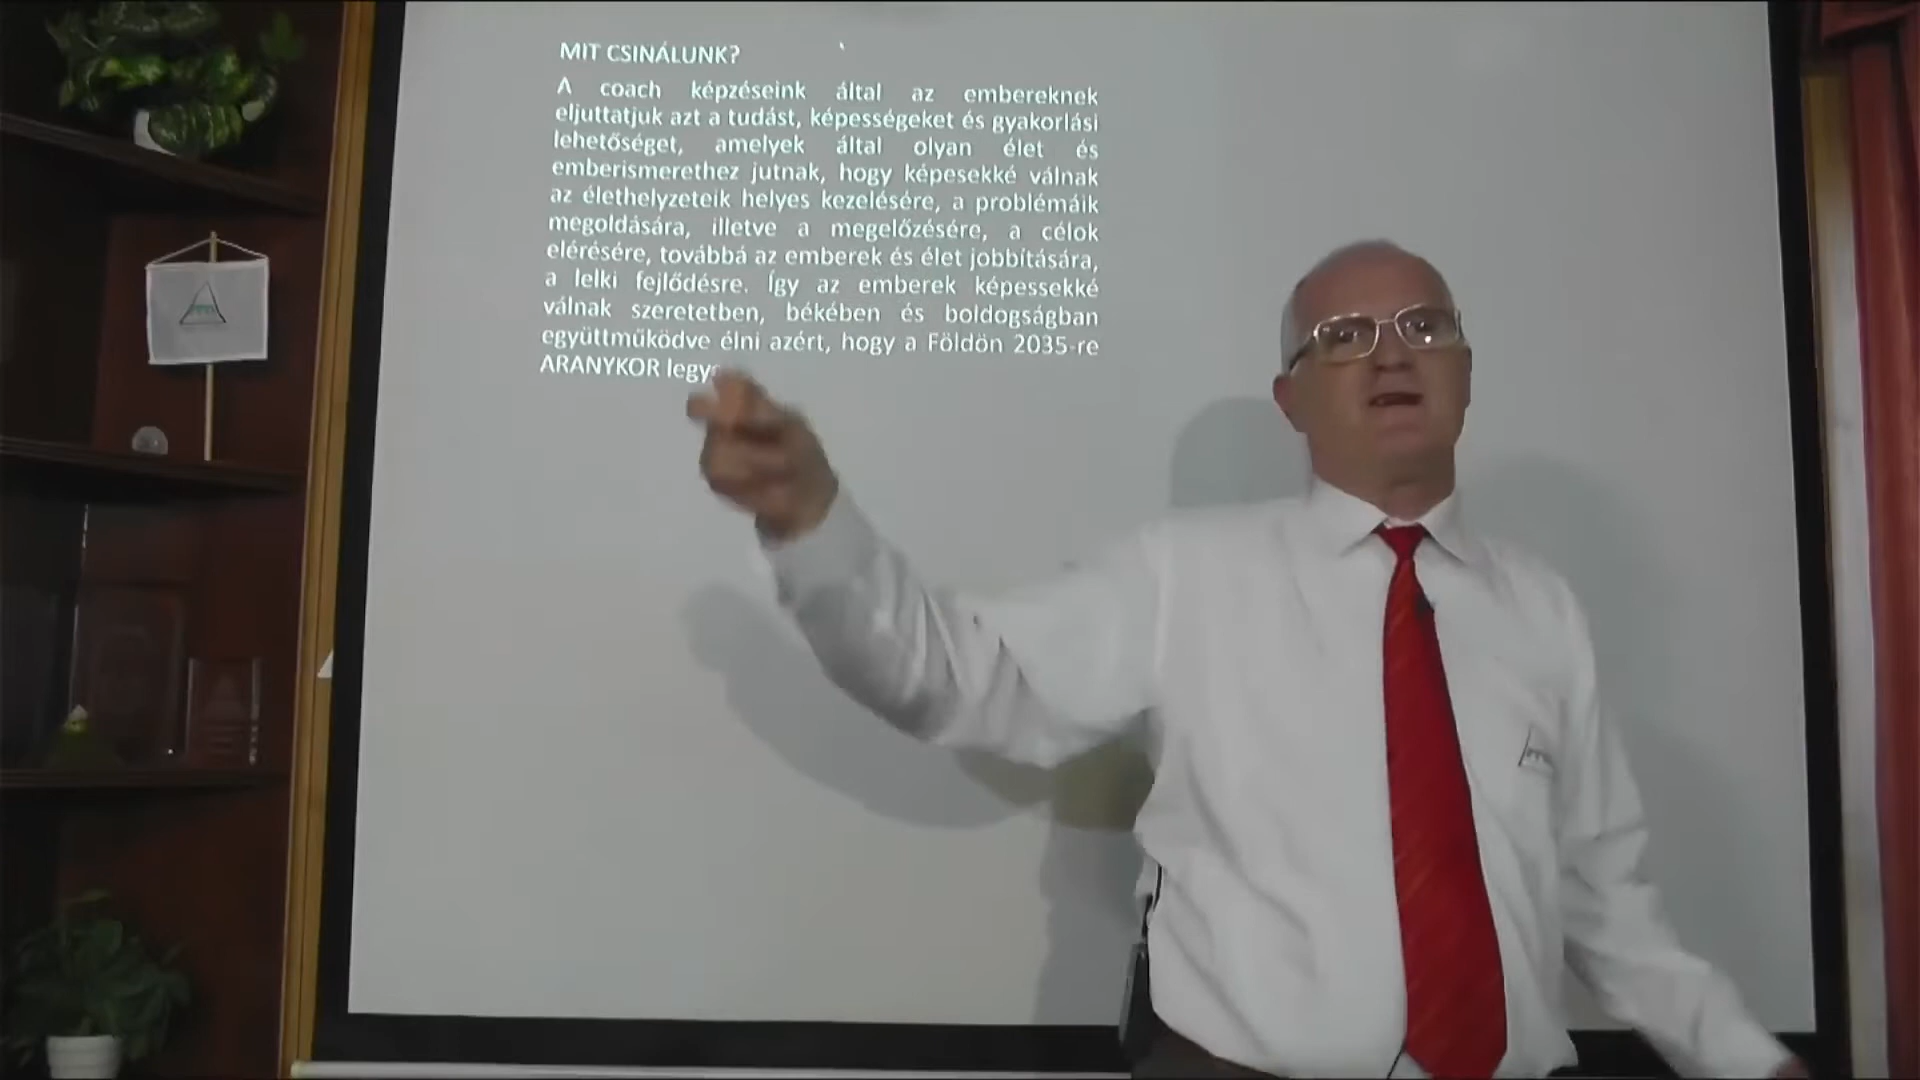 MIT CSINÁLUNK?
A coach képzéseink által az embereknek
eljuttatjuk azt a tudást, képességeket és gyakorlási
lehetőséget, amelyek által olyan élet és
emberismerethez jutnak, hogy képesekké válnak
az élethelyzeteik helyes kezelésére, a problémáik
megoldására, illetve a megelőzésére, a célok
elérésére, továbbá az emberek és élet jobbítására,
a lelki fejlődésre. Így az emberek képessekké
válnak szeretetben, békében és boldogságban
együttműködve élni azért, hogy a Földön 2035-re
ARANYKOR